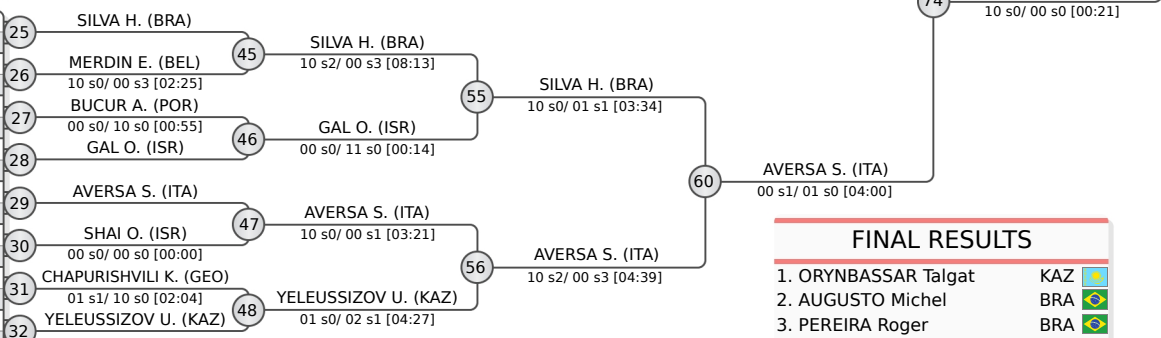 74
10 s0/ 00 s0 [00:21]
SILVA H. (BRA)
25
SILVA H. (BRA)
45
10 s2/ 00 s3 [08:13]
MERDIN E. (BEL)
26
10 s0/ 00 s3 [02:25]
SILVA H. (BRA)
55
10 s0/ 01 s1 [03:34]
BUCUR A. (POR)
27
00 s0/ 10 s0 [00:55]
GAL O. (ISR)
46
00 s0/ 11 s0 [00:14]
GAL O. (ISR)
28
AVERSA S. (ITA)
60
00 s1/ 01 s0 [04:00]
AVERSA S. (ITA)
29
AVERSA S. (ITA)
47
10 s0/ 00 s1 [03:21]
SHAI O. (ISR)
30
00 s0/ 00 s0 [00:00]
AVERSA S. (ITA)
56
10 s2/ 00 s3 [04:39]
CHAPURISHVILI K. (GEO)
31
01 s1/ 10 s0 [02:04]
YELEUSSIZOV U. (KAZ)
48
01 s0/ 02 s1 [04:27]
YELEUSSIZOV U. (KAZ)
32
FINAL RESULTS
1. ORYNBASSAR Talgat KAZ
2. AUGUSTO Michel BRA
3. PEREIRA Roger BRA